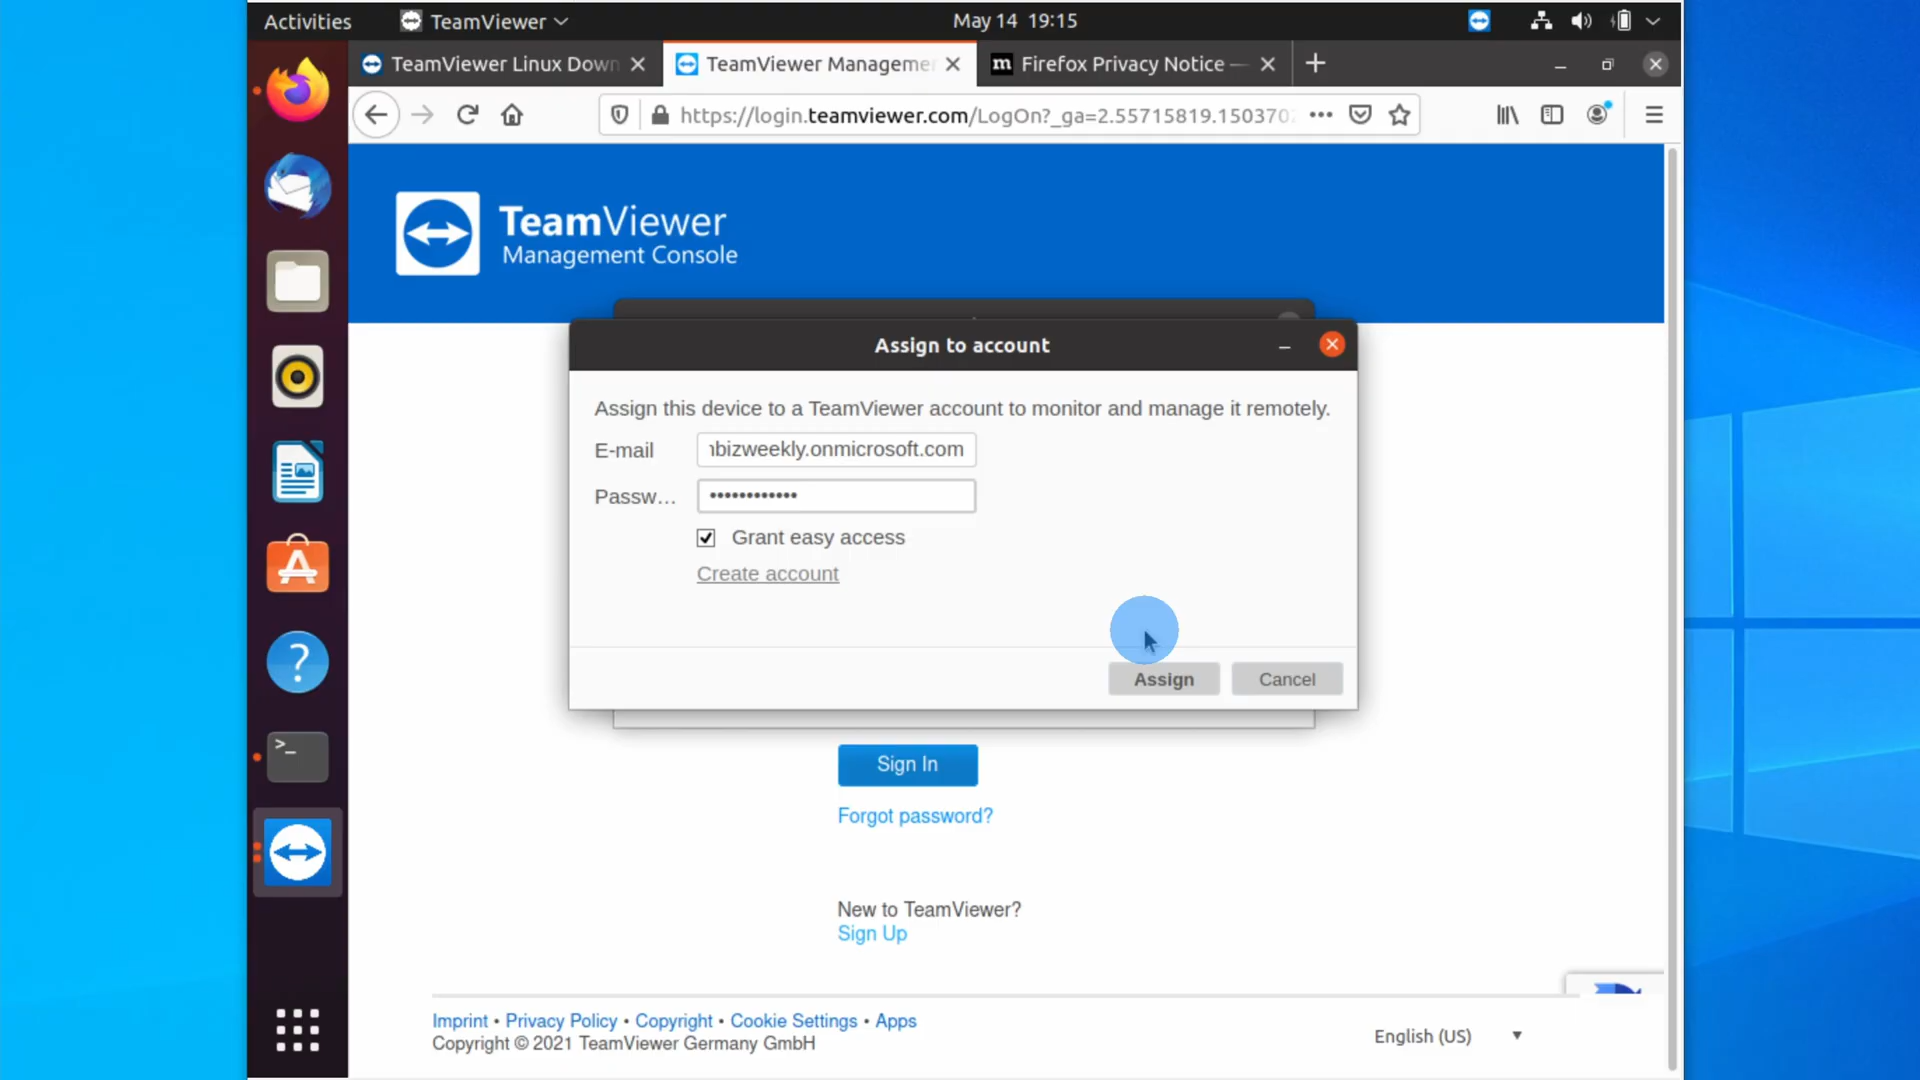 Activities TeamViewer May 14 19:15
TeamViewer Linux Down TeamViewer Manageme Firefox Privacy Notice —
https://login.teamviewer.com/LogOn?_ga=2.55715819.150370
TeamViewer
Management Console
Assign to account
Assign this device to a TeamViewer account to monitor and manage it remotely.
E-mail bizweekly.onmicrosoft.com
Passw... ••••••••••••
Grant easy access
Create account
Assign Cancel
Sign In
Forgot password?
New to TeamViewer?
Sign Up
Imprint • Privacy Policy • Copyright • Cookie Settings • Apps
Copyright © 2021 TeamViewer Germany GmbH
English (US)